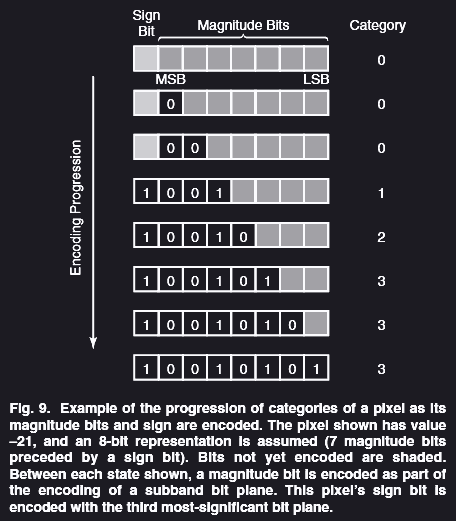 Sign
Bit
Magnitude Bits
Category
0
MSB
LSB
0 0
0 0 0
1 0 0 1 1
1 0 0 1 0 2
1 0 0 1 0 1 3
1 0 0 1 0 1 0 3
1 0 0 1 0 1 0 1 3
Encoding Progression
Fig. 9. Example of the progression of categories of a pixel as its
magnitude bits and sign are encoded. The pixel shown has value
–21, and an 8-bit representation is assumed (7 magnitude bits
preceded by a sign bit). Bits not yet encoded are shaded.
Between each state shown, a magnitude bit is encoded as part of
the encoding of a subband bit plane. This pixel's sign bit is
encoded with the third most-significant bit plane.